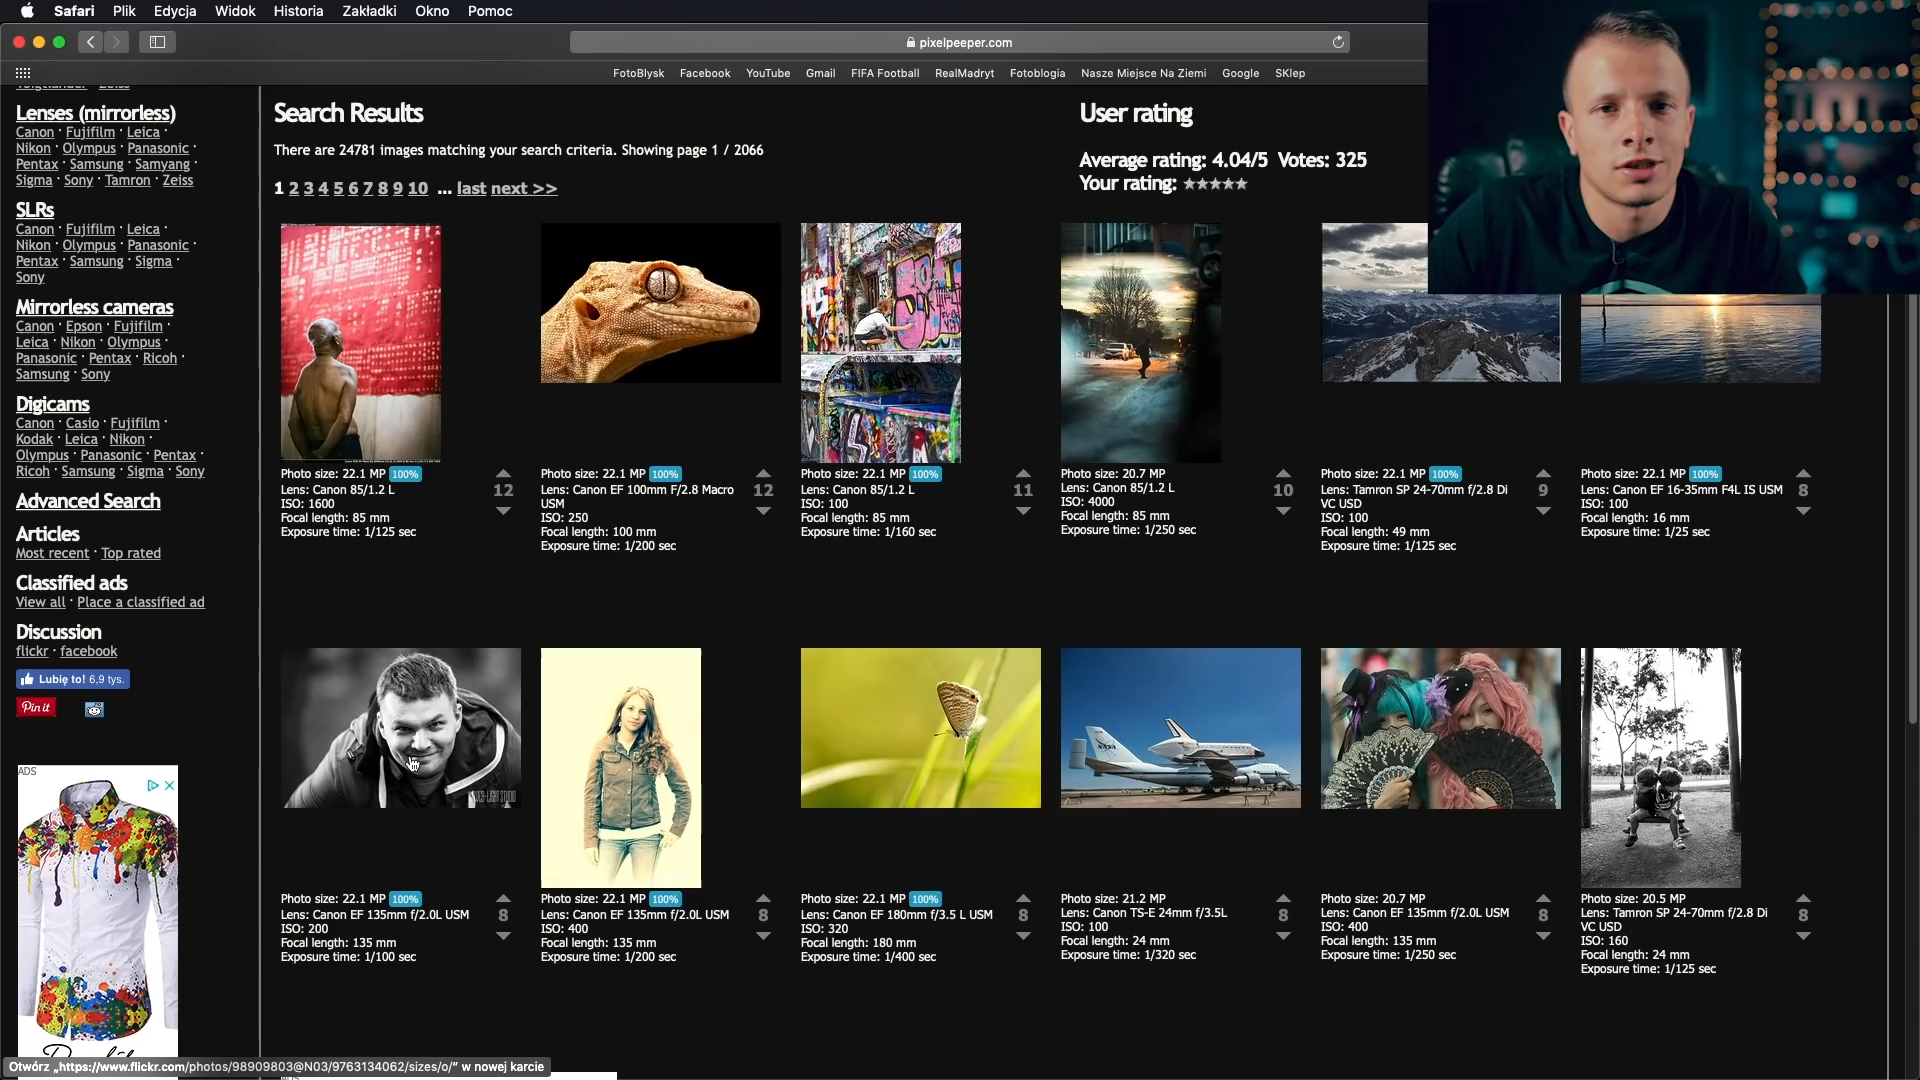 Safari Plik Edycja Widok Historia Zakładki Okno Pomoc
pixelpeeper.com
FotoBlysk Facebook YouTube Gmail FIFA Football RealMadryt Fotoblogia Nasze Miejsce Na Ziemi Google SKlep
Voigtlander · Zeiss
Lenses (mirrorless)
Canon · Fujifilm · Leica ·
Nikon · Olympus · Panasonic ·
Pentax · Samsung · Samyang ·
Sigma · Sony · Tamron · Zeiss
SLRs
Canon · Fujifilm · Leica ·
Nikon · Olympus · Panasonic ·
Pentax · Samsung · Sigma ·
Sony
Mirrorless cameras
Canon · Epson · Fujifilm ·
Leica · Nikon · Olympus ·
Panasonic · Pentax · Ricoh ·
Samsung · Sony
Digicams
Canon · Casio · Fujifilm ·
Kodak · Leica · Nikon ·
Olympus · Panasonic · Pentax ·
Ricoh · Samsung · Sigma · Sony
Advanced Search
Articles
Most recent · Top rated
Classified ads
View all · Place a classified ad
Discussion
flickr · facebook
Lubię to! 6,9 tys.
Pin it
ADS
Search Results
There are 24781 images matching your search criteria. Showing page 1 / 2066
1 2 3 4 5 6 7 8 9 10 ... last next >>
User rating
Average rating: 4.04/5 Votes: 325
Your rating:
Photo size: 22.1 MP 100%
Lens: Canon 85/1.2 L
ISO: 1600
Focal length: 85 mm
Exposure time: 1/125 sec
12
Photo size: 22.1 MP 100%
Lens: Canon EF 100mm F/2.8 Macro
USM
ISO: 250
Focal length: 100 mm
Exposure time: 1/200 sec
12
Photo size: 22.1 MP 100%
Lens: Canon 85/1.2 L
ISO: 100
Focal length: 85 mm
Exposure time: 1/160 sec
11
Photo size: 20.7 MP
Lens: Canon 85/1.2 L
ISO: 4000
Focal length: 85 mm
Exposure time: 1/250 sec
10
Photo size: 22.1 MP 100%
Lens: Tamron SP 24-70mm f/2.8 Di
VC USD
ISO: 100
Focal length: 49 mm
Exposure time: 1/125 sec
9
Photo size: 22.1 MP 100%
Lens: Canon EF 16-35mm F4L IS USM
ISO: 100
Focal length: 16 mm
Exposure time: 1/25 sec
8
NASA
Photo size: 22.1 MP 100%
Lens: Canon EF 135mm f/2.0L USM
ISO: 200
Focal length: 135 mm
Exposure time: 1/100 sec
8
Photo size: 22.1 MP 100%
Lens: Canon EF 135mm f/2.0L USM
ISO: 400
Focal length: 135 mm
Exposure time: 1/200 sec
8
Photo size: 22.1 MP 100%
Lens: Canon EF 180mm f/3.5 L USM
ISO: 320
Focal length: 180 mm
Exposure time: 1/400 sec
8
Photo size: 21.2 MP
Lens: Canon TS-E 24mm f/3.5L
ISO: 100
Focal length: 24 mm
Exposure time: 1/320 sec
8
Photo size: 20.7 MP
Lens: Canon EF 135mm f/2.0L USM
ISO: 400
Focal length: 135 mm
Exposure time: 1/250 sec
8
Photo size: 20.5 MP
Lens: Tamron SP 24-70mm f/2.8 Di
VC USD
ISO: 160
Focal length: 24 mm
Exposure time: 1/125 sec
8
Otwórz „https://www.flickr.com/photos/98909803@N03/9763134062/sizes/o/” w nowej karcie